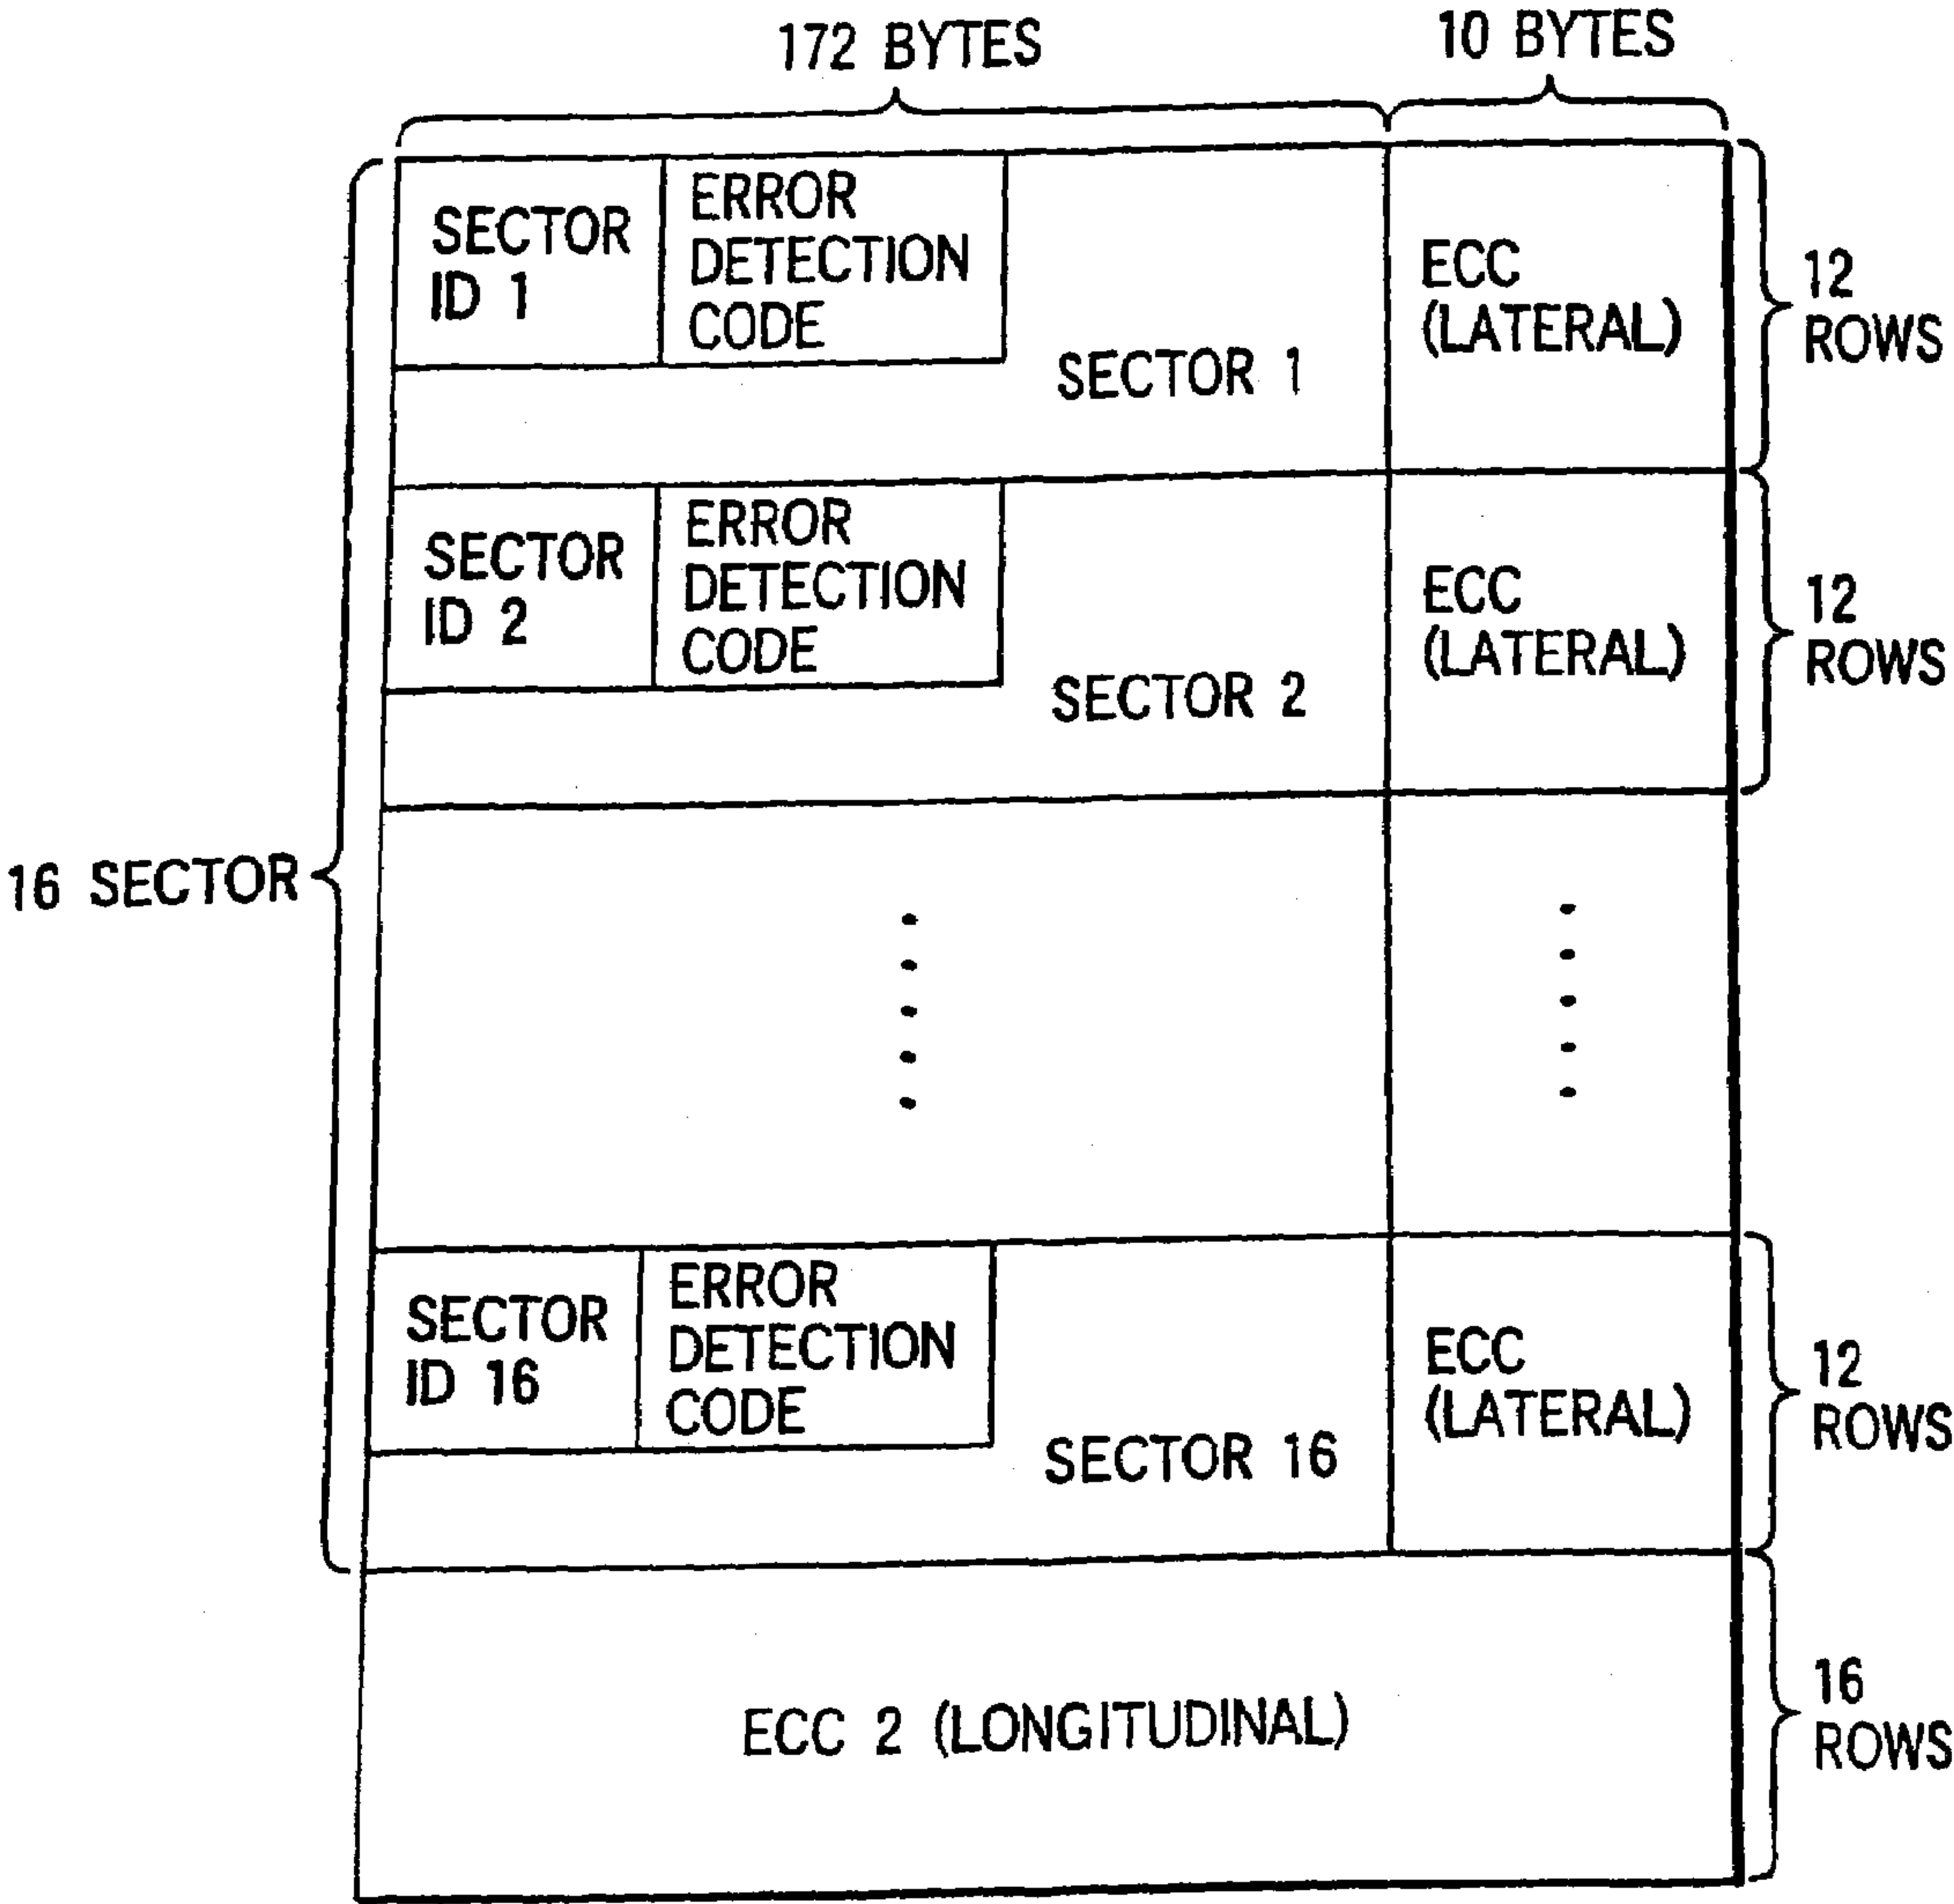 172 BYTES
10 BYTES
SECTOR
ID 1
ERROR
DETECTION
CODE
SECTOR 1
ECC
(LATERAL)
12
ROWS
SECTOR
ID 2
ERROR
DETECTION
CODE
SECTOR 2
ECC
(LATERAL)
12
ROWS
16 SECTOR
SECTOR
ID 16
ERROR
DETECTION
CODE
SECTOR 16
ECC
(LATERAL)
12
ROWS
ECC 2 (LONGITUDINAL)
16
ROWS